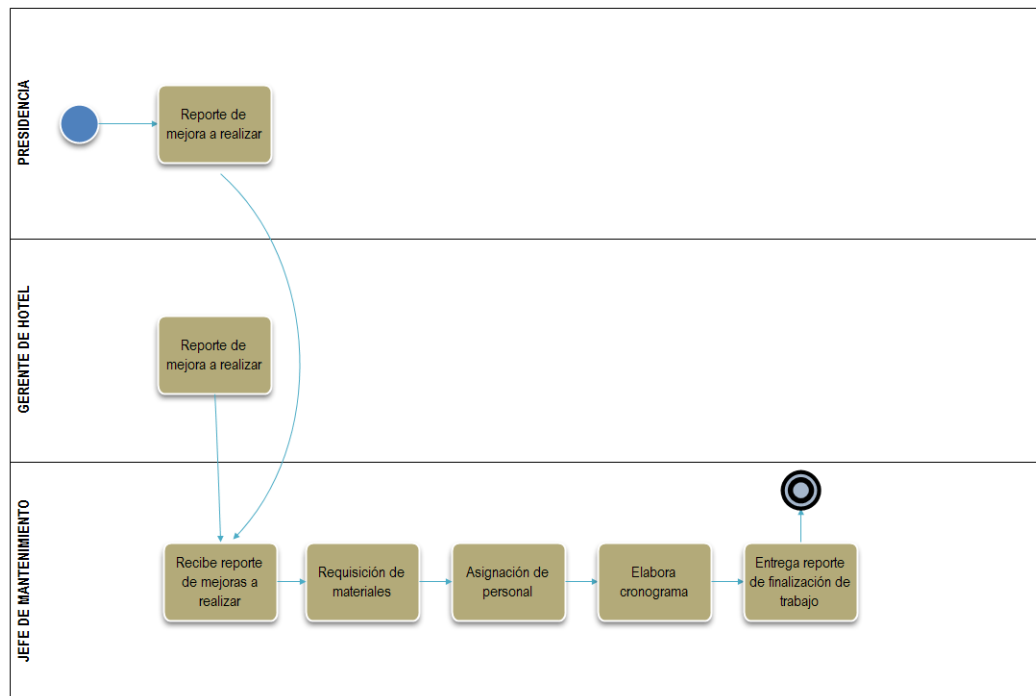 PRESIDENCIA
Reporte de
mejora a realizar
GERENTE DE HOTEL
Reporte de
mejora a realizar
JEFE DE MANTENIMIENTO
Recibe reporte
de mejoras a
realizar
Requisición de
materiales
Asignación de
personal
Elabora
cronograma
Entrega reporte
de finalización de
trabajo